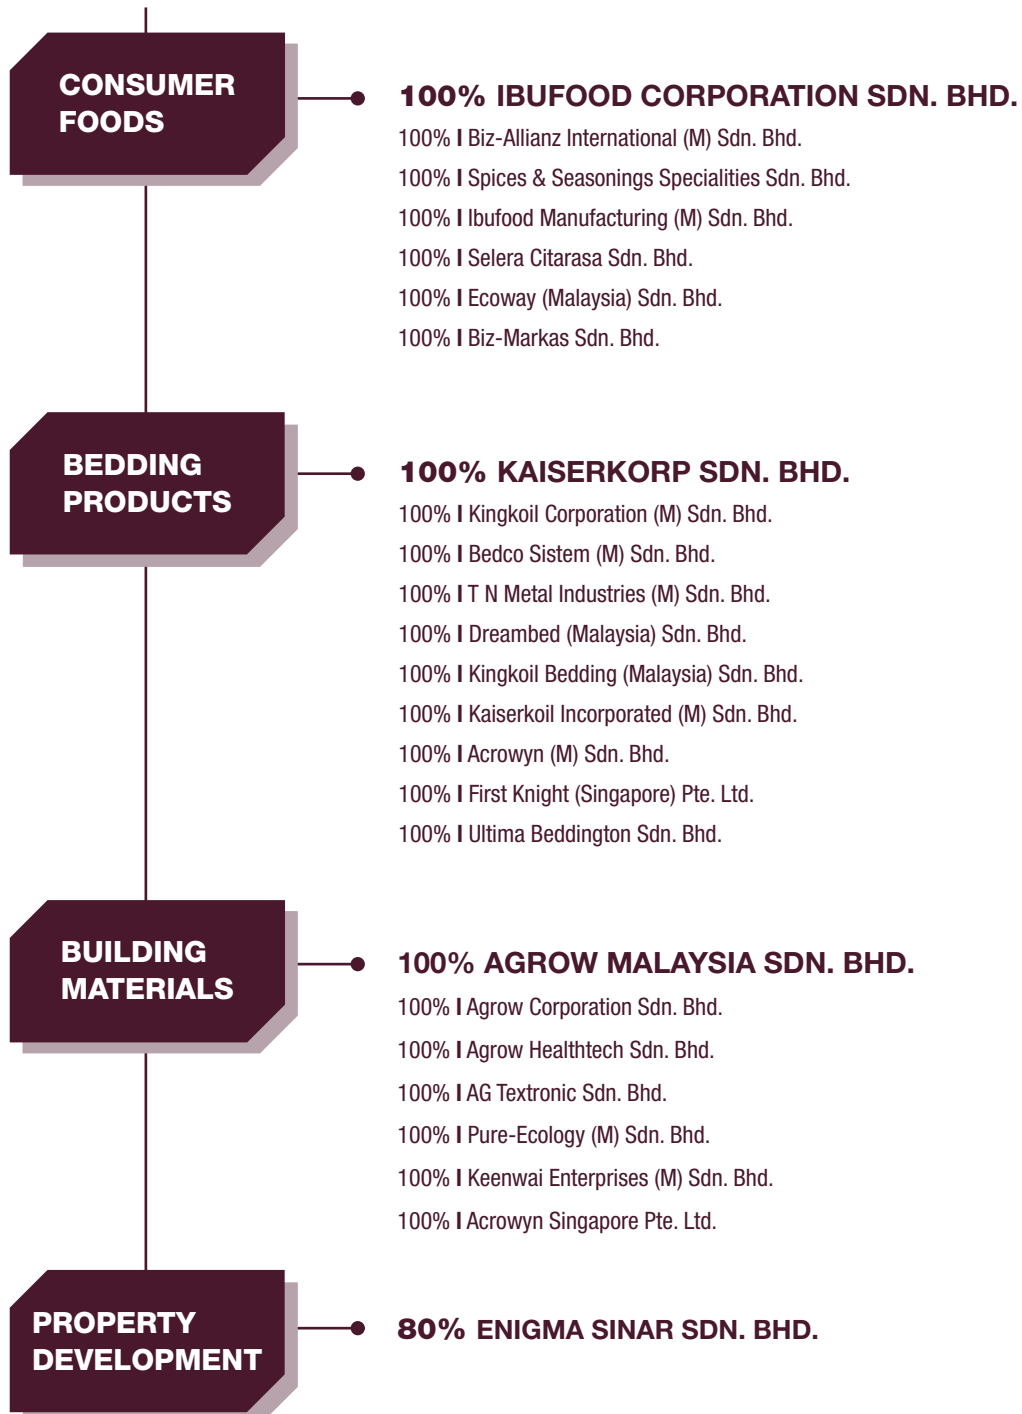 CONSUMER
FOODS
100% IBUFOOD CORPORATION SDN. BHD.
100% I Biz-Allianz International (M) Sdn. Bhd.
100% I Spices & Seasonings Specialities Sdn. Bhd.
100% I Ibufood Manufacturing (M) Sdn. Bhd.
100% I Selera Citarasa Sdn. Bhd.
100% I Ecoway (Malaysia) Sdn. Bhd.
100% I Biz-Markas Sdn. Bhd.
BEDDING
PRODUCTS
100% KAISERKORP SDN. BHD.
100% I Kingkoil Corporation (M) Sdn. Bhd.
100% I Bedco Sistem (M) Sdn. Bhd.
100% I T N Metal Industries (M) Sdn. Bhd.
100% I Dreambed (Malaysia) Sdn. Bhd.
100% I Kingkoil Bedding (Malaysia) Sdn. Bhd.
100% I Kaiserkoil Incorporated (M) Sdn. Bhd.
100% I Acrowyn (M) Sdn. Bhd.
100% I First Knight (Singapore) Pte. Ltd.
100% I Ultima Beddington Sdn. Bhd.
BUILDING
MATERIALS
100% AGROW MALAYSIA SDN. BHD.
100% I Agrow Corporation Sdn. Bhd.
100% I Agrow Healthtech Sdn. Bhd.
100% I AG Textronic Sdn. Bhd.
100% I Pure-Ecology (M) Sdn. Bhd.
100% I Keenwai Enterprises (M) Sdn. Bhd.
100% I Acrowyn Singapore Pte. Ltd.
PROPERTY
DEVELOPMENT
80% ENIGMA SINAR SDN. BHD.